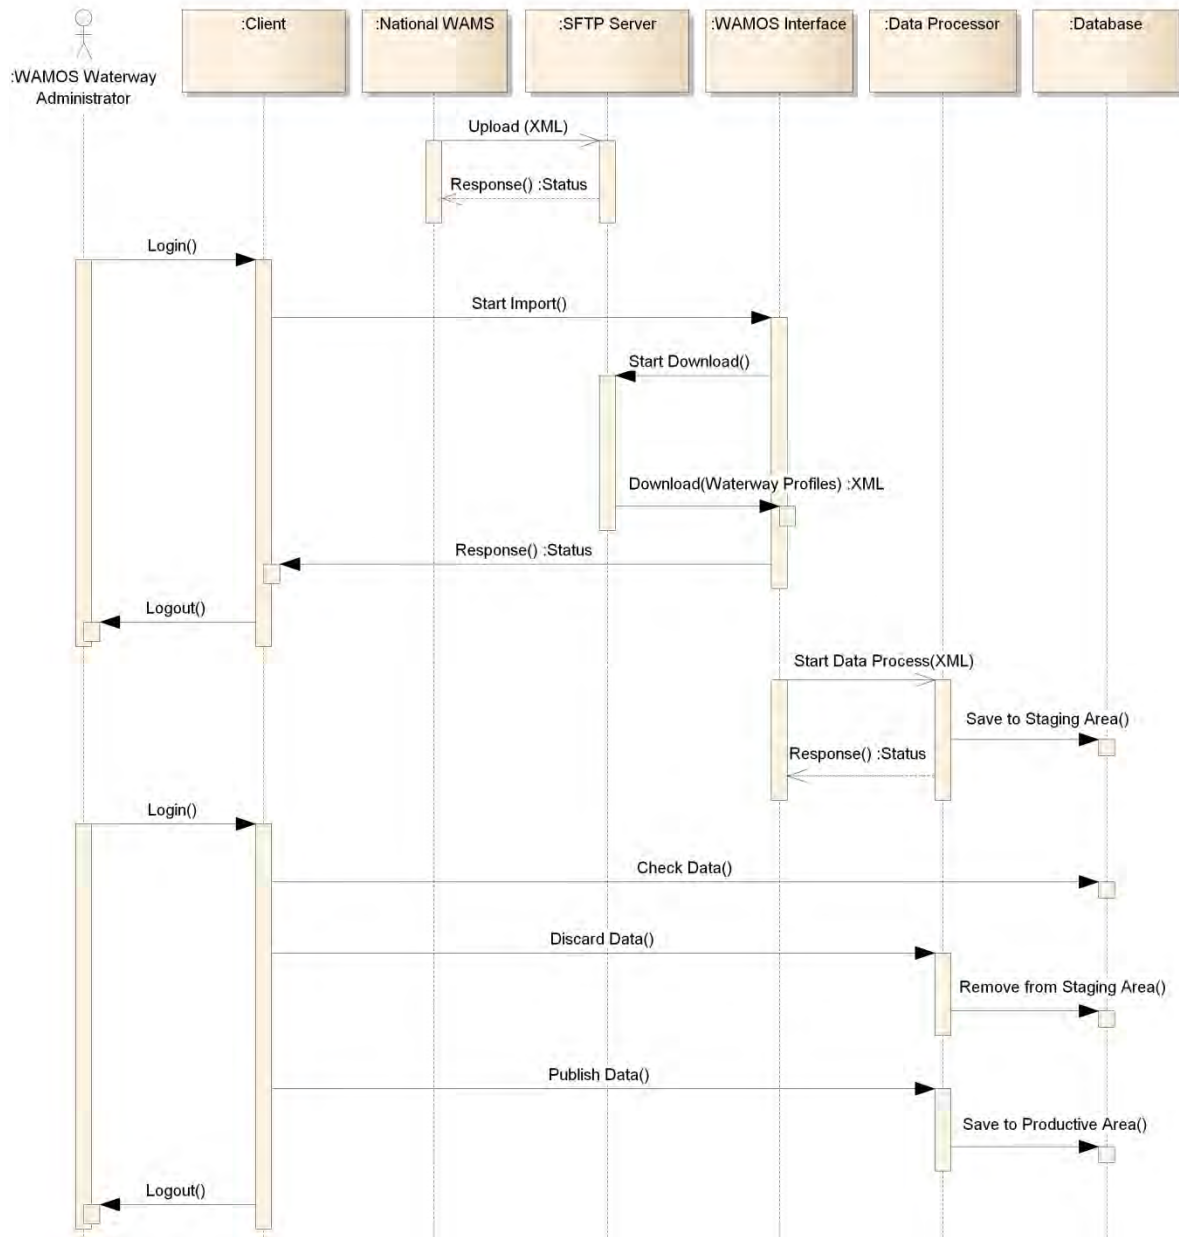 :Client
:National WAMS
:SFTP Server
:WAMOS Interface
:Data Processor
:Database
:WAMOS Waterway
Administrator
Upload (XML)
Response() :Status
Login()
Start Import()
Start Download()
Download(Waterway Profiles) :XML
Response() :Status
Logout()
Start Data Process(XML)
Save to Staging Area()
Response() :Status
Login()
Check Data()
Discard Data()
Remove from Staging Area()
Publish Data()
Save to Productive Area()
Logout()